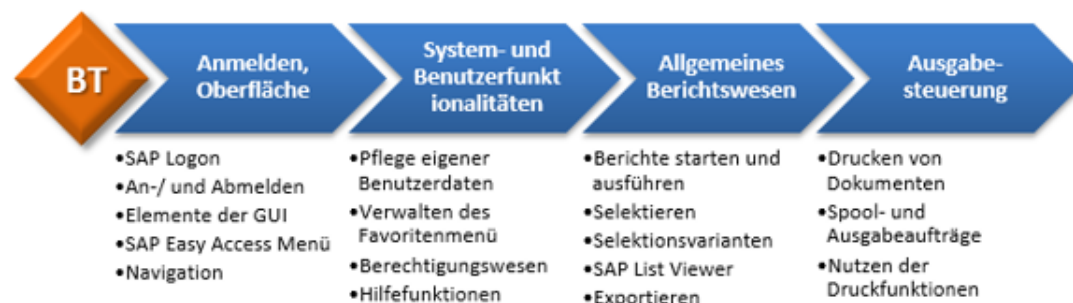 BT
Anmelden,
Oberfläche
•SAP Logon
•An-/ und Abmelden
•Elemente der GUI
•SAP Easy Access Menü
•Navigation
System- und
Benutzerfunkt
ionalitäten
•Pflege eigener
Benutzerdaten
•Verwalten des
Favoritenmenü
•Berechtigungswesen
•Hilfefunktionen
Allgemeines
Berichtswesen
•Berichte starten und
ausführen
•Selektieren
•Selektionsvarianten
•SAP List Viewer
•Exportieren
Ausgabe-
steuerung
•Drucken von
Dokumenten
•Spool- und
Ausgabeaufträge
•Nutzen der
Druckfunktionen